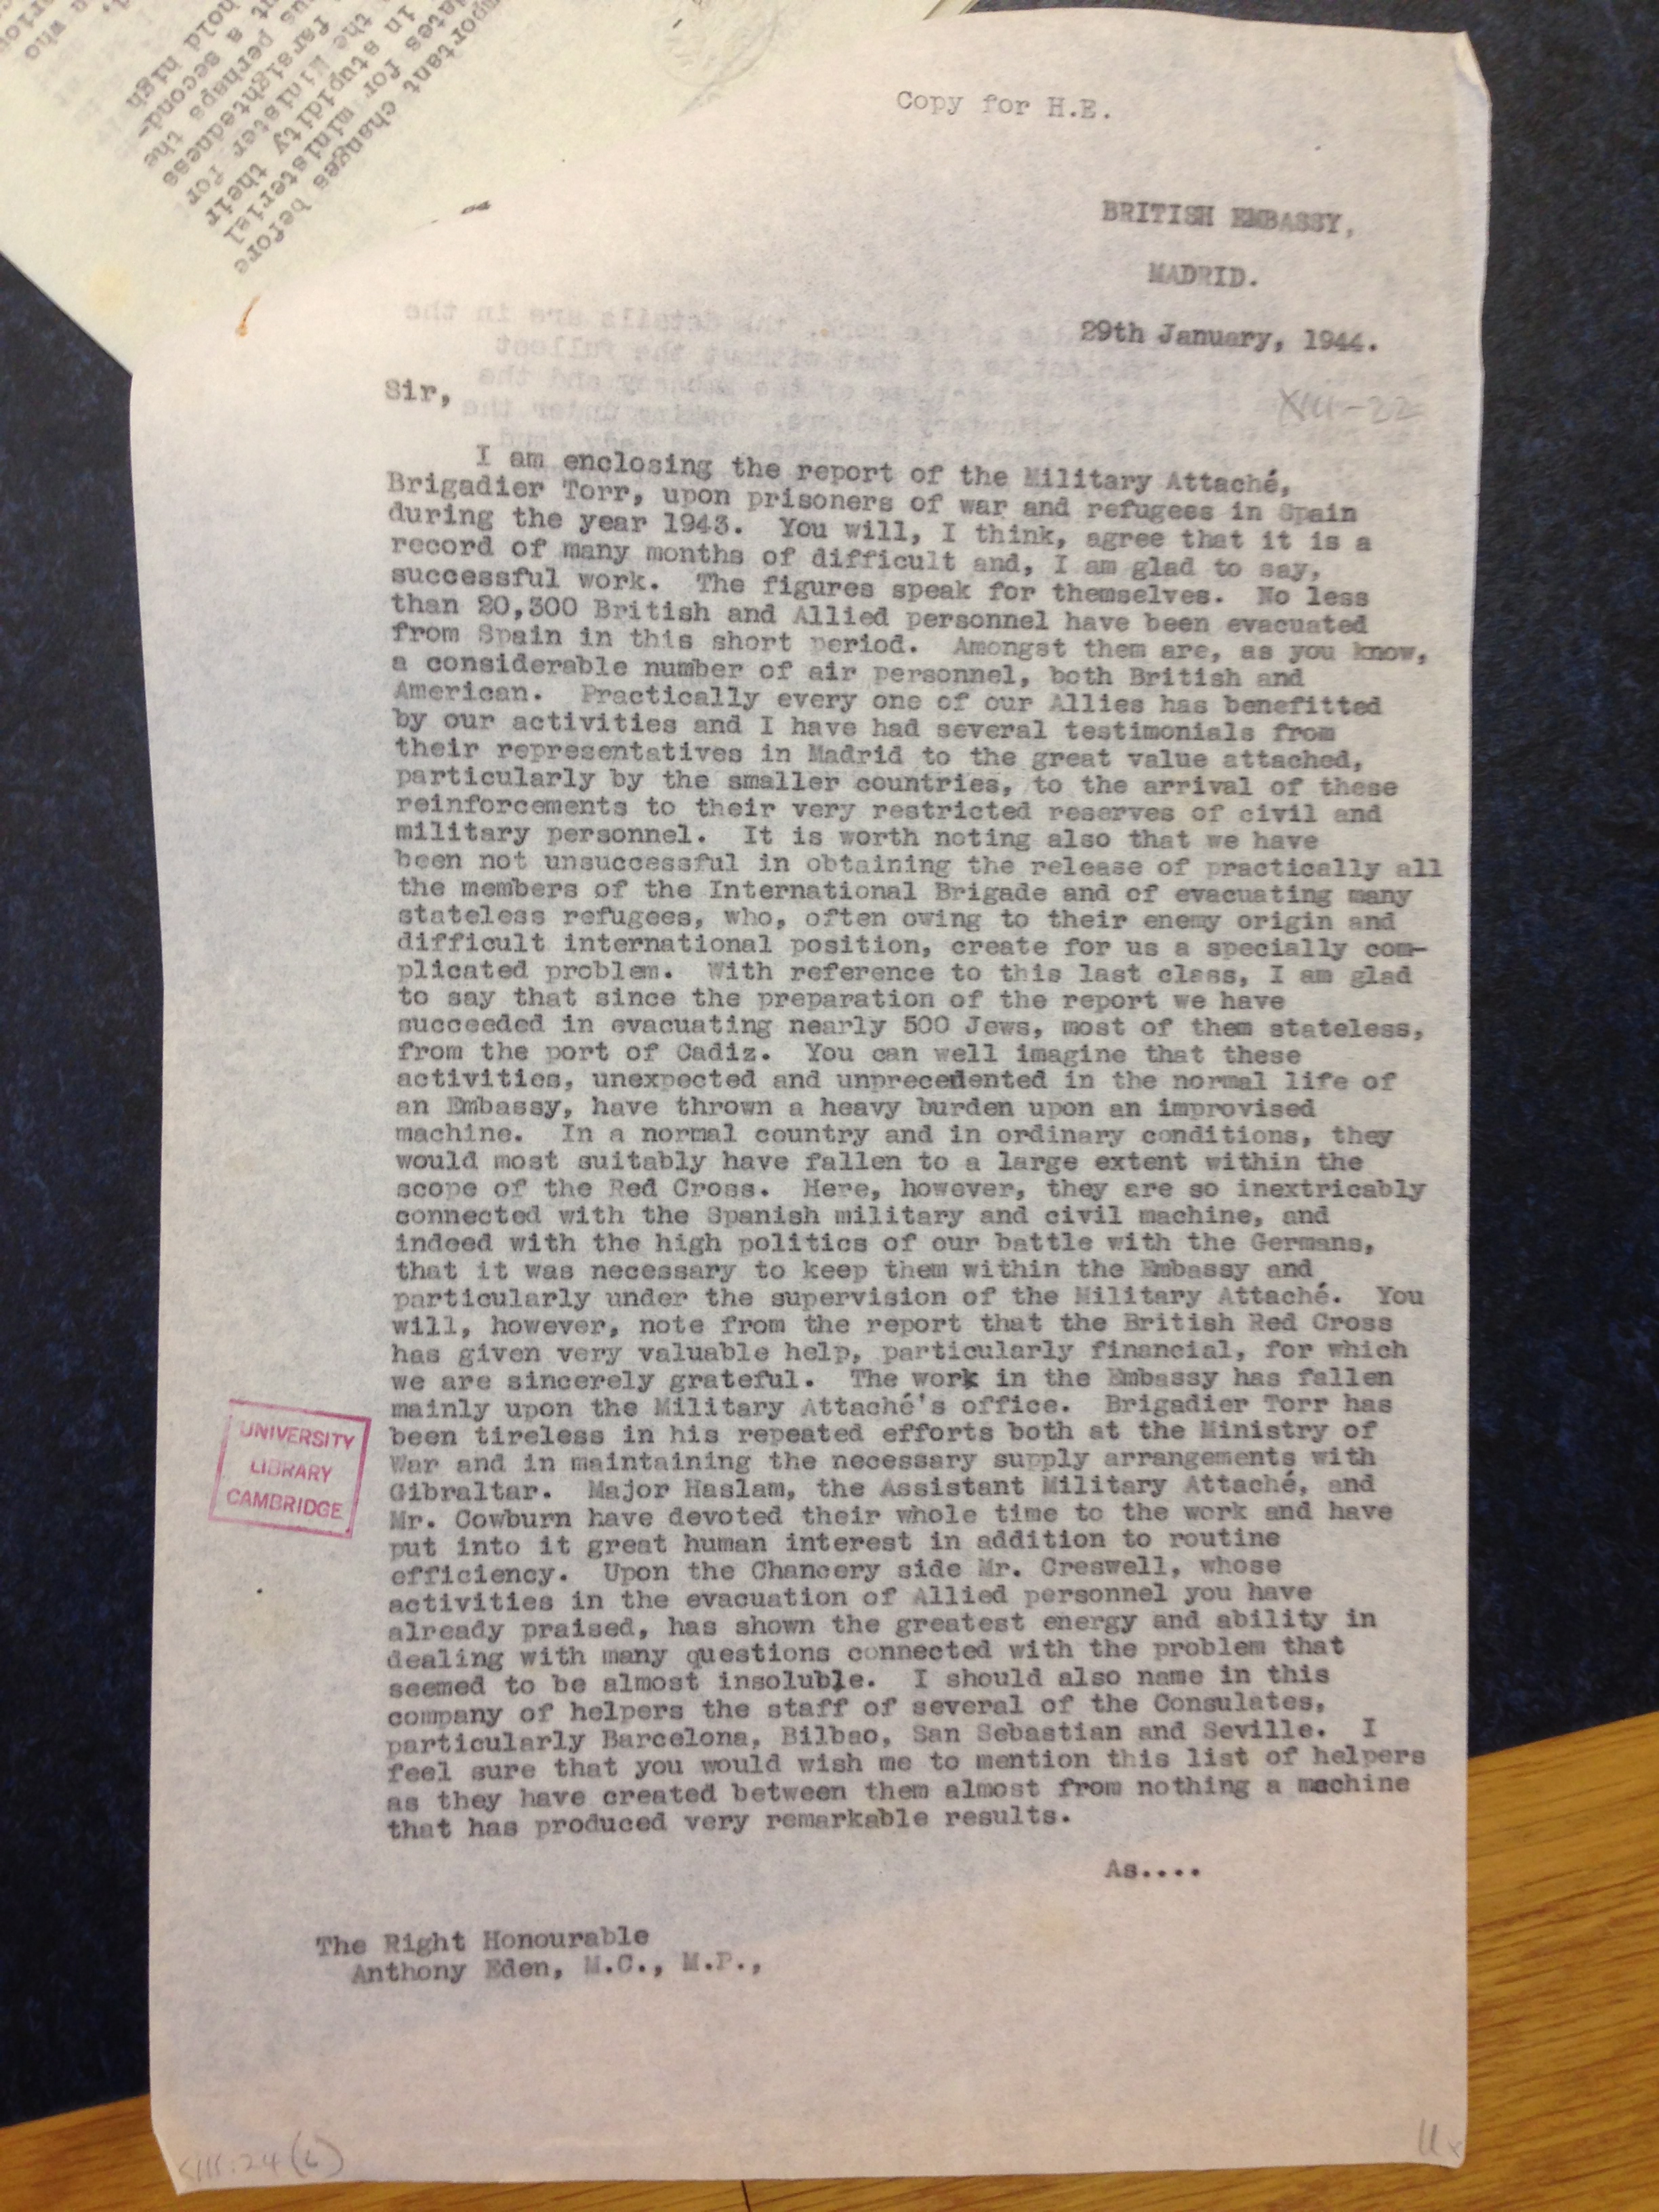 important changes before
for ministerial
in stupidity their
the Minister for
farsightedness
us perhaps the
a second-
hold high
who
Copy for H.E.
BRITISH EMBASSY,
MADRID.
29th January, 1944.
XIII-22
Sir,
I am enclosing the report of the Military Attaché,
Brigadier Torr, upon prisoners of war and refugees in Spain
during the year 1943. You will, I think, agree that it is a
record of many months of difficult and, I am glad to say,
successful work. The figures speak for themselves. No less
than 20,300 British and Allied personnel have been evacuated
from Spain in this short period. Amongst them are, as you know,
a considerable number of air personnel, both British and
American. Practically every one of our Allies has benefitted
by our activities and I have had several testimonials from
their representatives in Madrid to the great value attached,
particularly by the smaller countries, to the arrival of these
reinforcements to their very restricted reserves of civil and
military personnel. It is worth noting also that we have
been not unsuccessful in obtaining the release of practically all
the members of the International Brigade and of evacuating many
stateless refugees, who, often owing to their enemy origin and
difficult international position, create for us a specially com-
plicated problem. With reference to this last class, I am glad
to say that since the preparation of the report we have
succeeded in evacuating nearly 500 Jews, most of them stateless,
from the port of Cadiz. You can well imagine that these
activities, unexpected and unprecedented in the normal life of
an Embassy, have thrown a heavy burden upon an improvised
machine. In a normal country and in ordinary conditions, they
would most suitably have fallen to a large extent within the
scope of the Red Cross. Here, however, they are so inextricably
connected with the Spanish military and civil machine, and
indeed with the high politics of our battle with the Germans,
that it was necessary to keep them within the Embassy and
particularly under the supervision of the Military Attaché. You
will, however, note from the report that the British Red Cross
has given very valuable help, particularly financial, for which
we are sincerely grateful. The work in the Embassy has fallen
mainly upon the Military Attaché's office. Brigadier Torr has
been tireless in his repeated efforts both at the Ministry of
War and in maintaining the necessary supply arrangements with
Gibraltar. Major Haslam, the Assistant Military Attaché, and
Mr. Cowburn have devoted their whole time to the work and have
put into it great human interest in addition to routine
efficiency. Upon the Chancery side Mr. Creswell, whose
activities in the evacuation of Allied personnel you have
already praised, has shown the greatest energy and ability in
dealing with many questions connected with the problem that
seemed to be almost insoluble. I should also name in this
company of helpers the staff of several of the Consulates,
particularly Barcelona, Bilbao, San Sebastian and Seville. I
feel sure that you would wish me to mention this list of helpers
as they have created between them almost from nothing a machine
that has produced very remarkable results.
As....
UNIVERSITY
LIBRARY
CAMBRIDGE
The Right Honourable
Anthony Eden, M.C., M.P.,